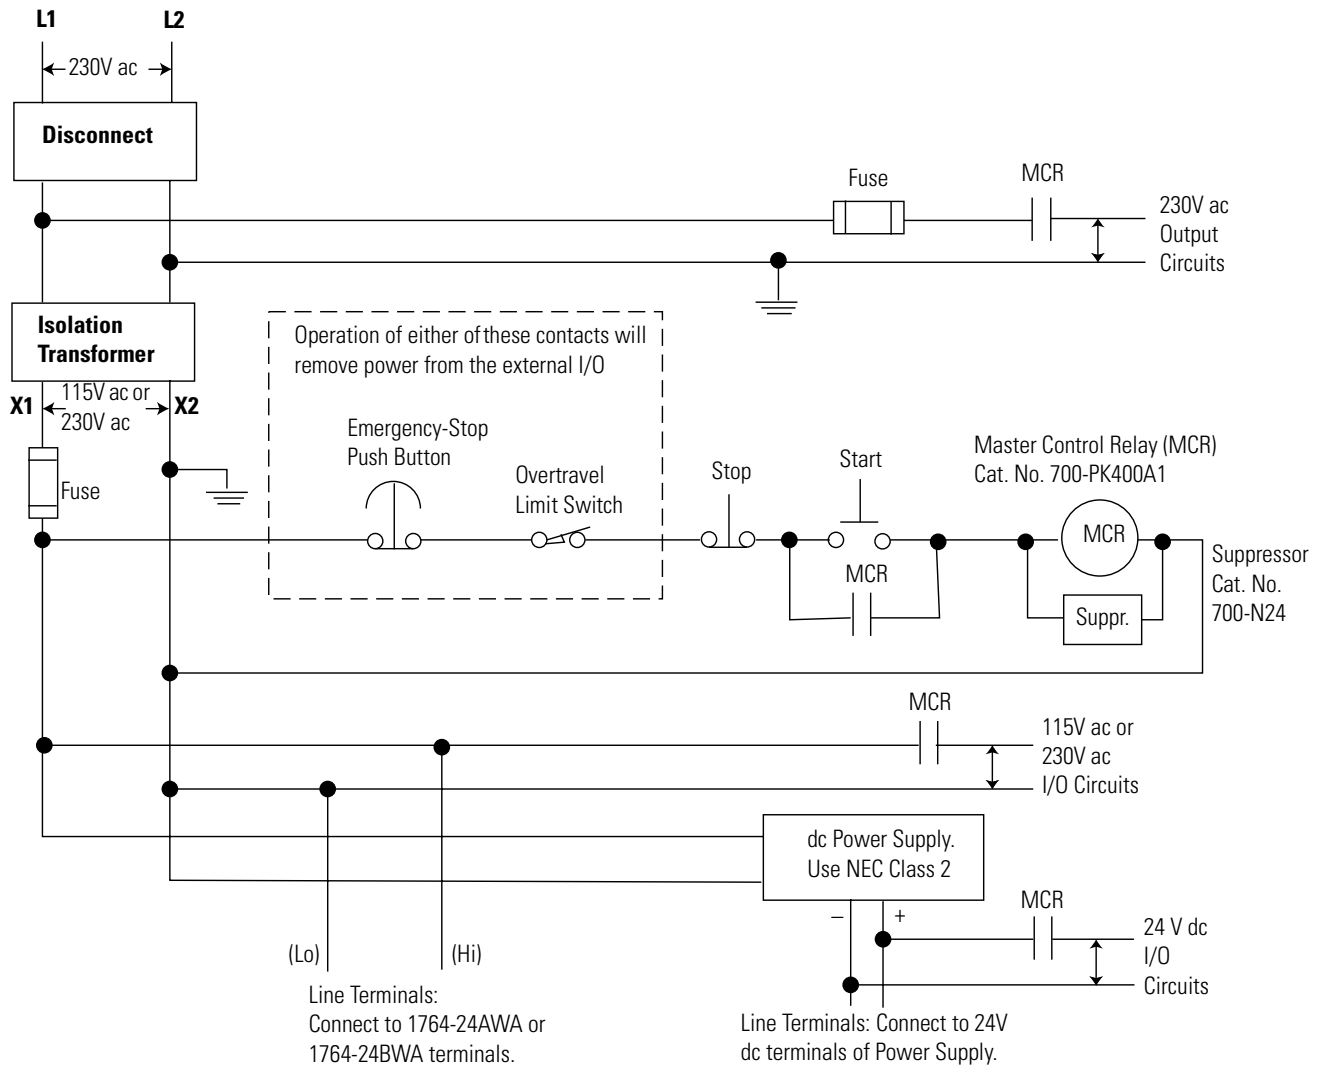 L1
L2
230V ac
Disconnect
Fuse
MCR
230V ac
Output
Circuits
Isolation
Transformer
Operation of either of these contacts will
remove power from the external I/O
X1
115V ac or
230V ac
X2
Fuse
Emergency-Stop
Push Button
Overtravel
Limit Switch
Stop
Start
Master Control Relay (MCR)
Cat. No. 700-PK400A1
MCR
MCR
Suppr.
Suppressor
Cat. No.
700-N24
MCR
115V ac or
230V ac
I/O Circuits
dc Power Supply.
Use NEC Class 2
–
+
MCR
24 V dc
I/O
Circuits
(Lo)
(Hi)
Line Terminals:
Connect to 1764-24AWA or
1764-24BWA terminals.
Line Terminals: Connect to 24V
dc terminals of Power Supply.